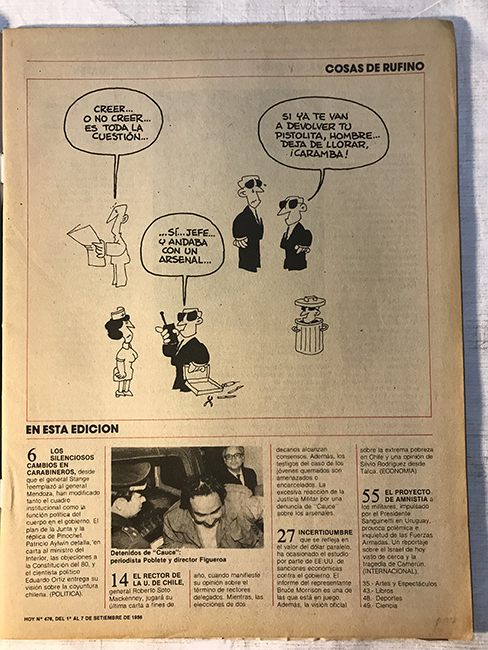 COSAS DE RUFINO
CREER...
O NO CREER...
ES TODA LA
CUESTIÓN...
SI YA TE VAN
A DEVOLVER TU
PISTOLITA, HOMBRE...
DEJA DE LLORAR,
¡CARAMBA!
...SÍ...JEFE...
Y ANDABA
CON UN
ARSENAL...
EN ESTA EDICION
6 LOS
SILENCIOSOS
CAMBIOS EN
CARABINEROS, desde
que el general Stange
reemplazó al general
Mendoza, han modificado
tanto el cuadro
institucional como la
función política del
cuerpo en el gobierno. El
plan de la Junta y la
réplica de Pinochet.
Patricio Aylwin detalla, en
carta al ministro del
Interior, las objeciones a
la Constitución del 80, y
el cientista político
Eduardo Ortiz entrega su
visión sobre la coyuntura
chilena. (POLITICA).
Detenidos de "Cauce":
periodista Poblete y director Figueroa
14 EL RECTOR DE
LA U. DE CHILE,
general Roberto Soto
Mackenney, jugará su
última carta a fines de
año, cuando manifieste
su opinión sobre el
término de rectores
delegados. Mientras, las
elecciones de dos
decanos alcanzan
consensos. Además, los
testigos del caso de los
jóvenes quemados son
amenazados o
encarcelados. La
excesiva reacción de la
Justicia Militar por una
denuncia de "Cauce"
sobre los arsenales.
27 INCERTIDUMBRE
que se refleja en
el valor del dólar paralelo
ha ocasionado el estudio
por parte de EE.UU. de
sanciones económicas
contra el gobierno. El
informe del representante
Bruce Morrison es una de
las que está en juego.
Además, la visión oficial
sobre la extrema pobreza
en Chile y una opinión de
Silvio Rodríguez desde
Talca. (ECONOMIA)
55 EL PROYECTO
DE AMNISTIA a
los militares, impulsado
por el Presidente
Sanguinetti en Uruguay,
provoca polémica e
inquietud de las Fuerzas
Armadas. Un reportaje
sobre el Israel de hoy
visto de cerca y la
tragedia de Camerún.
(INTERNACIONAL).
35.- Artes y Espectáculos
43.- Libros
48.- Deportes
49.- Ciencia
HOY N° 476, DEL 1° AL 7 DE SETIEMBRE DE 1986